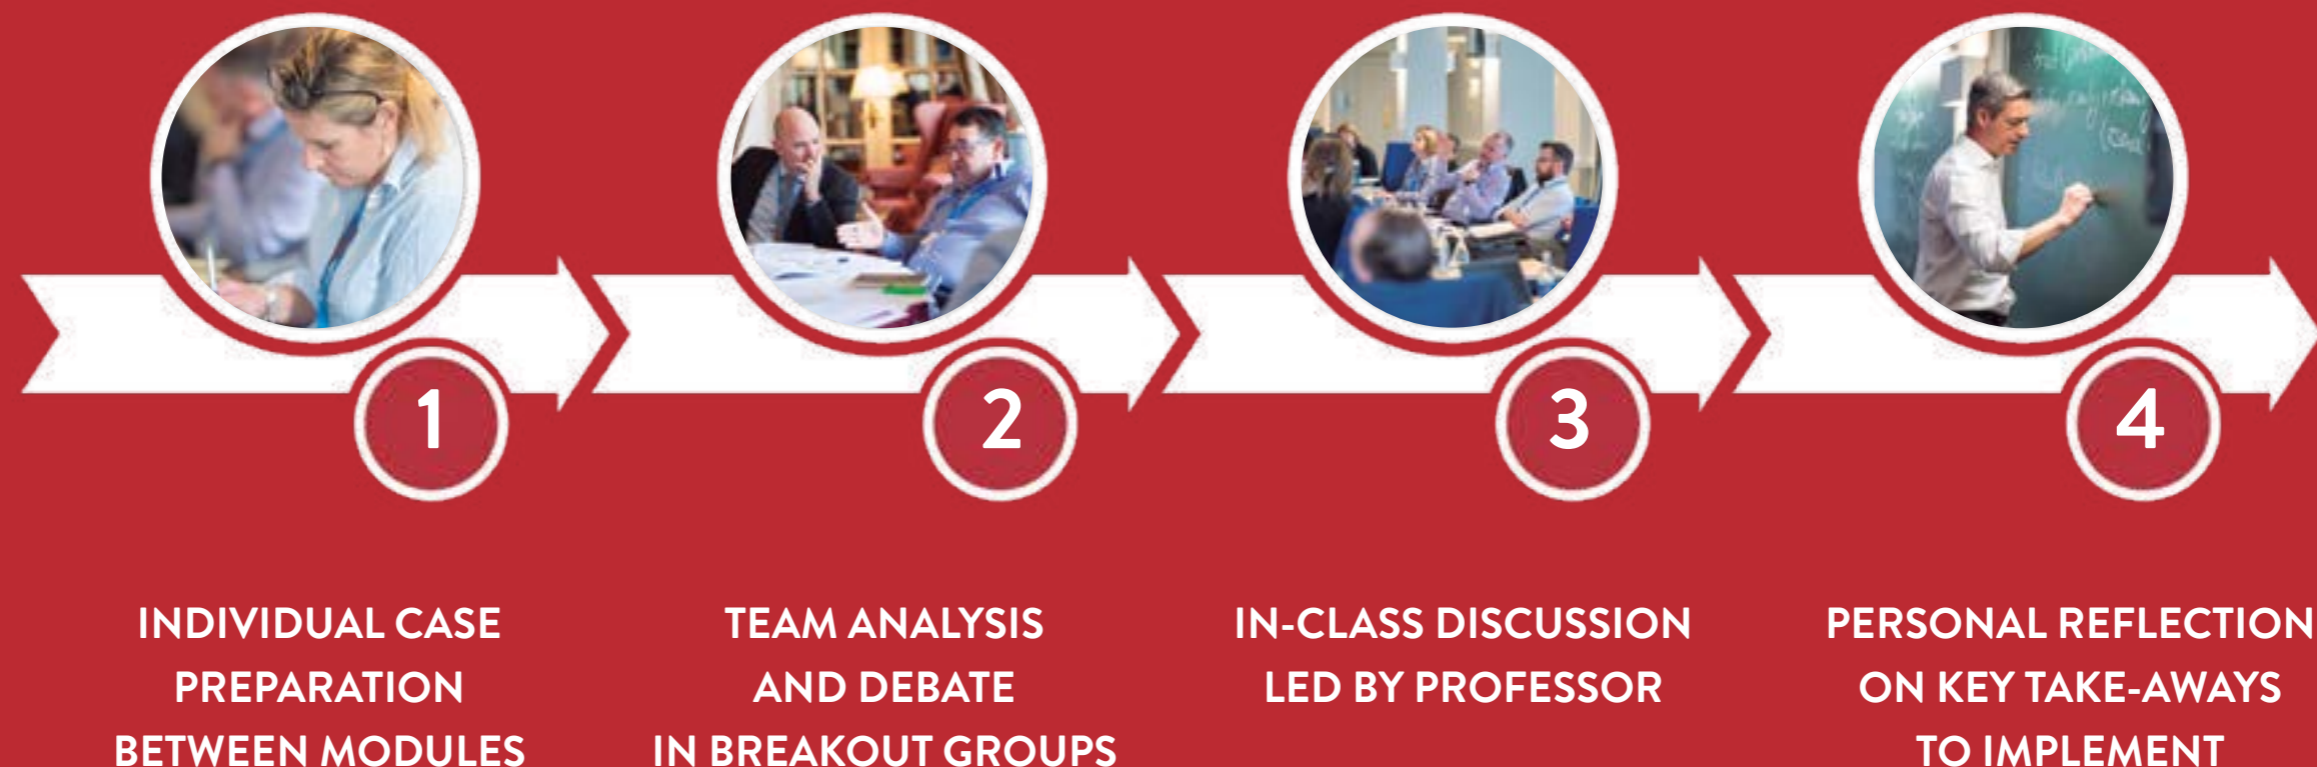 1
2
3
4
INDIVIDUAL CASE
PREPARATION
BETWEEN MODULES
TEAM ANALYSIS
AND DEBATE
IN BREAKOUT GROUPS
IN-CLASS DISCUSSION
LED BY PROFESSOR
PERSONAL REFLECTION
ON KEY TAKE-AWAYS
TO IMPLEMENT